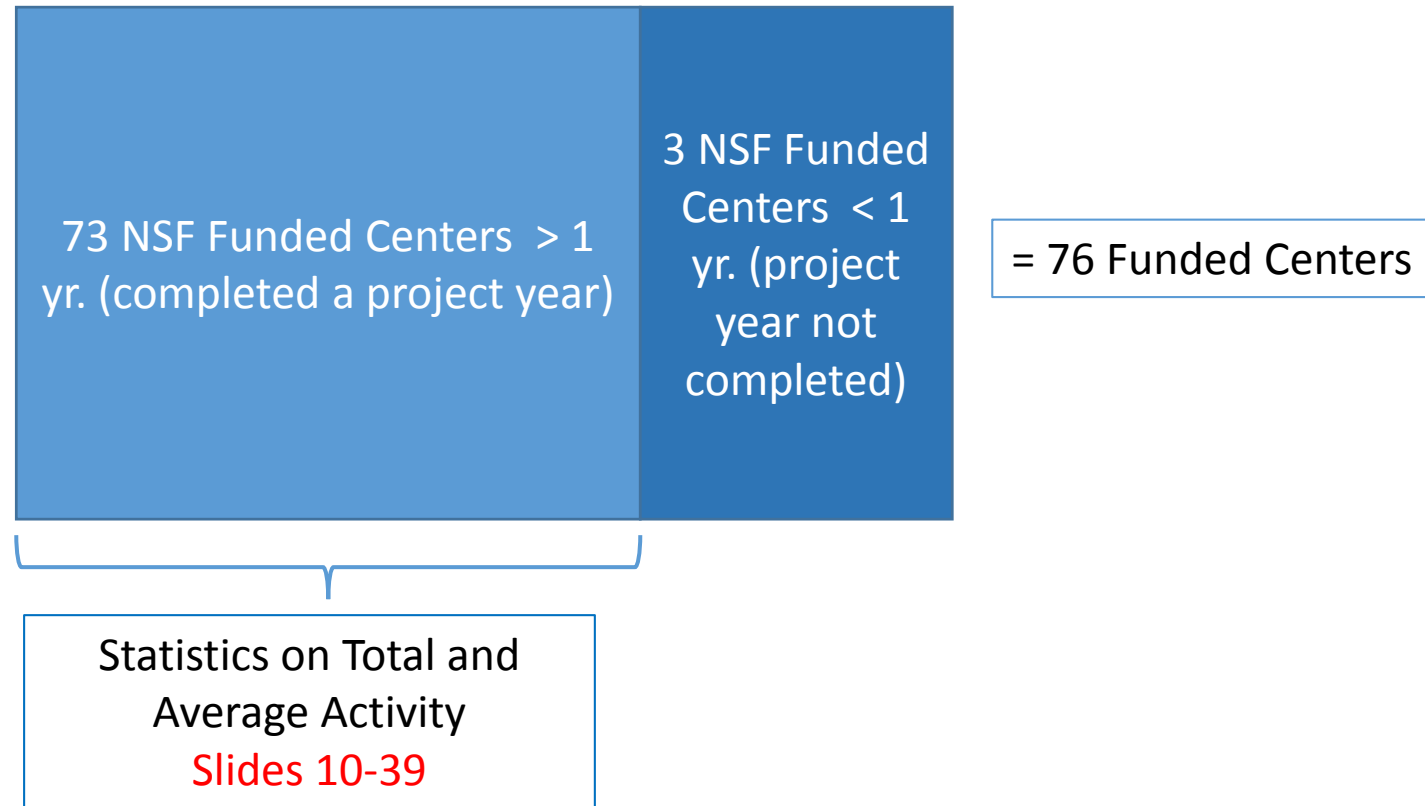 73 NSF Funded Centers  > 1
yr. (completed a project year)
3 NSF Funded
Centers  < 1
yr. (project
year not
completed)
= 76 Funded Centers
Statistics on Total and
Average Activity
Slides 10-39